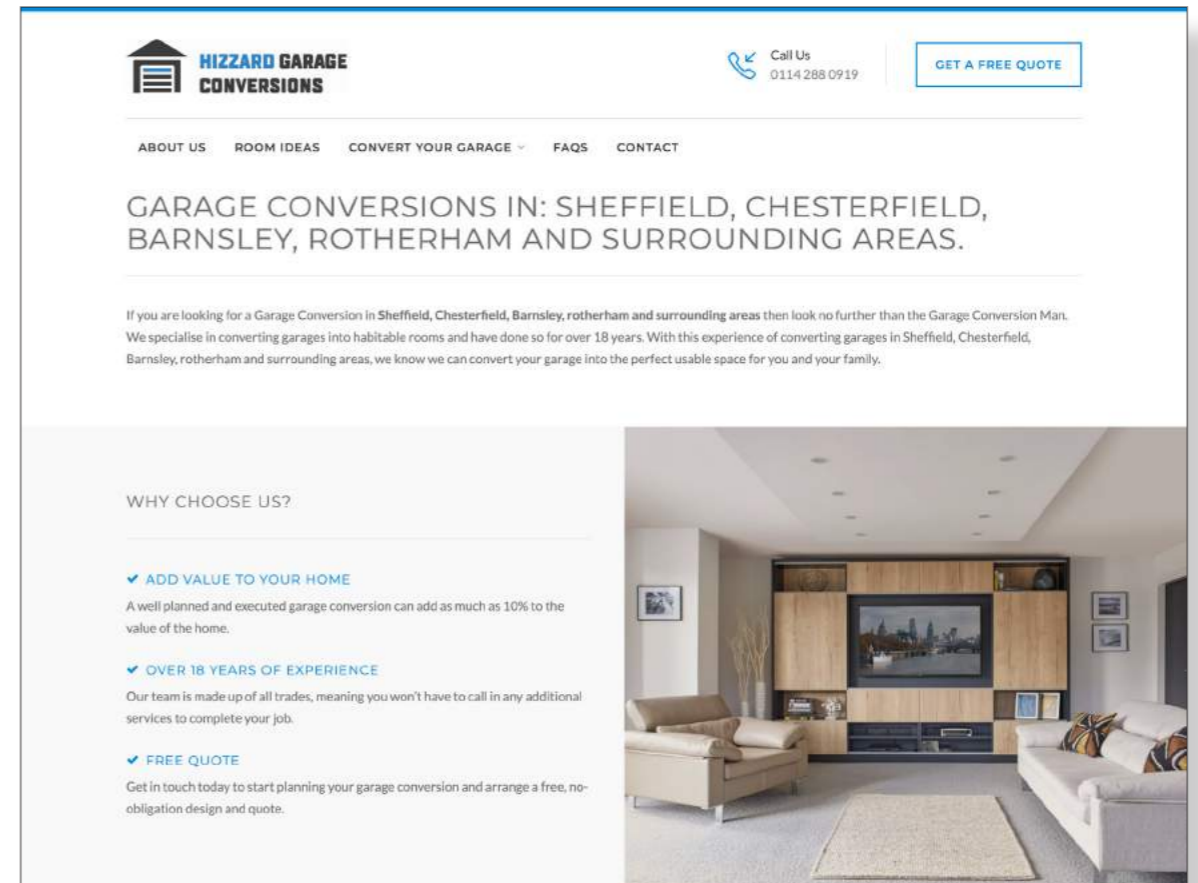 HIZZARD GARAGE
CONVERSIONS
Call Us
0114 288 0919
GET A FREE QUOTE
ABOUT US
ROOM IDEAS
CONVERT YOUR GARAGE
FAQS
CONTACT
GARAGE CONVERSIONS IN: SHEFFIELD, CHESTERFIELD,
BARNSLEY, ROTHERHAM AND SURROUNDING AREAS.
If you are looking for a Garage Conversion in Sheffield, Chesterfield, Barnsley, rotherham and surrounding areas then look no further than the Garage Conversion Man.
We specialise in converting garages into habitable rooms and have done so for over 18 years. With this experience of converting garages in Sheffield, Chesterfield,
Barnsley, rotherham and surrounding areas, we know we can convert your garage into the perfect usable space for you and your family.
WHY CHOOSE US?
ADD VALUE TO YOUR HOME
A well planned and executed garage conversion can add as much as 10% to the
value of the home.
OVER 18 YEARS OF EXPERIENCE
Our team is made up of all trades, meaning you won't have to call in any additional
services to complete your job.
FREE QUOTE
Get in touch today to start planning your garage conversion and arrange a free, no-
obligation design and quote.